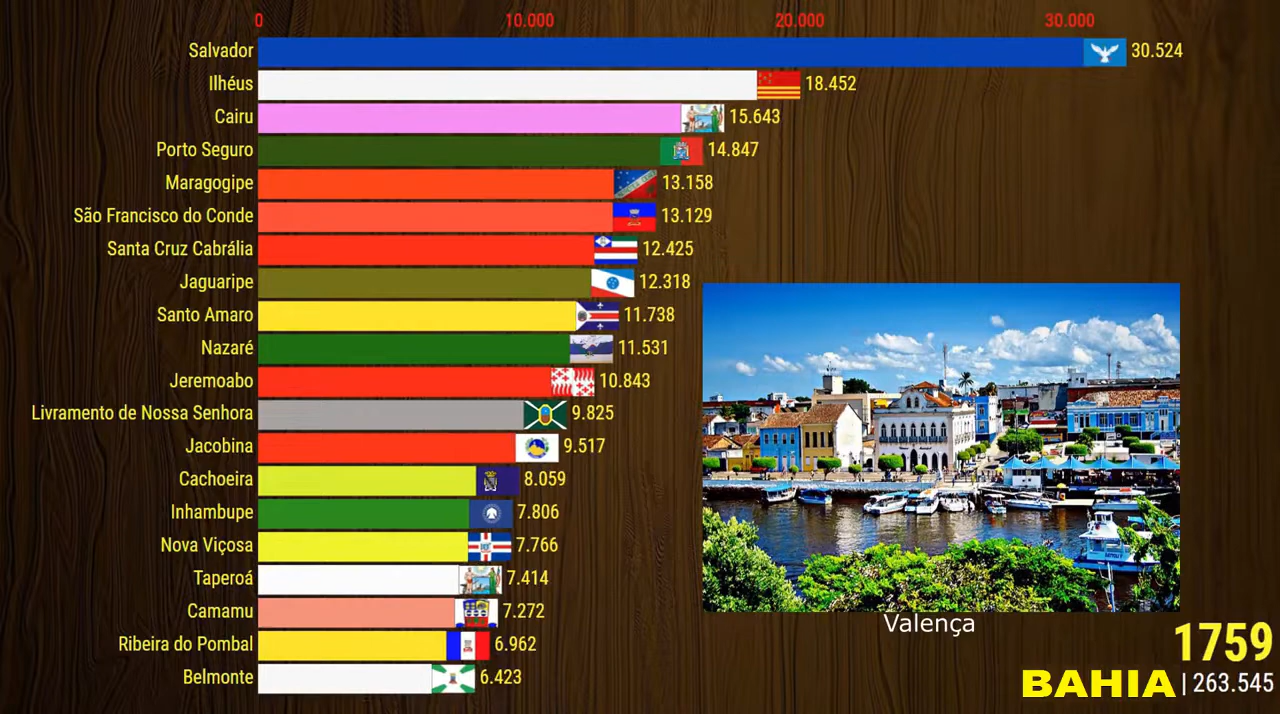 0 10.000 20.000 30.000
Salvador 30.524
Ilhéus 18.452
Cairu 15.643
Porto Seguro 14.847
Maragogipe 13.158
São Francisco do Conde 13.129
Santa Cruz Cabrália 12.425
Jaguaripe 12.318
Santo Amaro 11.738
Nazaré 11.531
Jeremoabo 10.843
Livramento de Nossa Senhora 9.825
Jacobina 9.517
Cachoeira 8.059
Inhambupe 7.806
Nova Viçosa 7.766
Taperoá 7.414
Camamu 7.272
Ribeira do Pombal 6.962
Belmonte 6.423
Valença
1759
BAHIA | 263.545